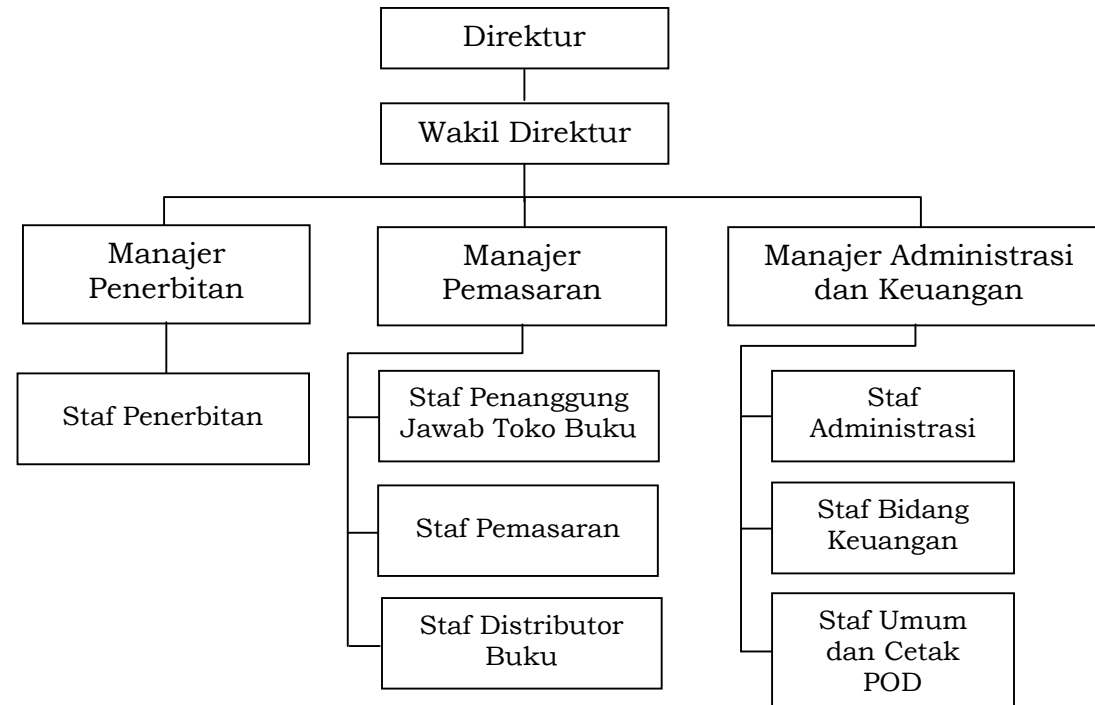 Direktur
Wakil Direktur
Manajer
Penerbitan
Manajer
Pemasaran
Manajer Administrasi
dan Keuangan
Staf Penerbitan
Staf Penanggung
Jawab Toko Buku
Staf Pemasaran
Staf Distributor
Buku
Staf
Administrasi
Staf Bidang
Keuangan
Staf Umum
dan Cetak
POD